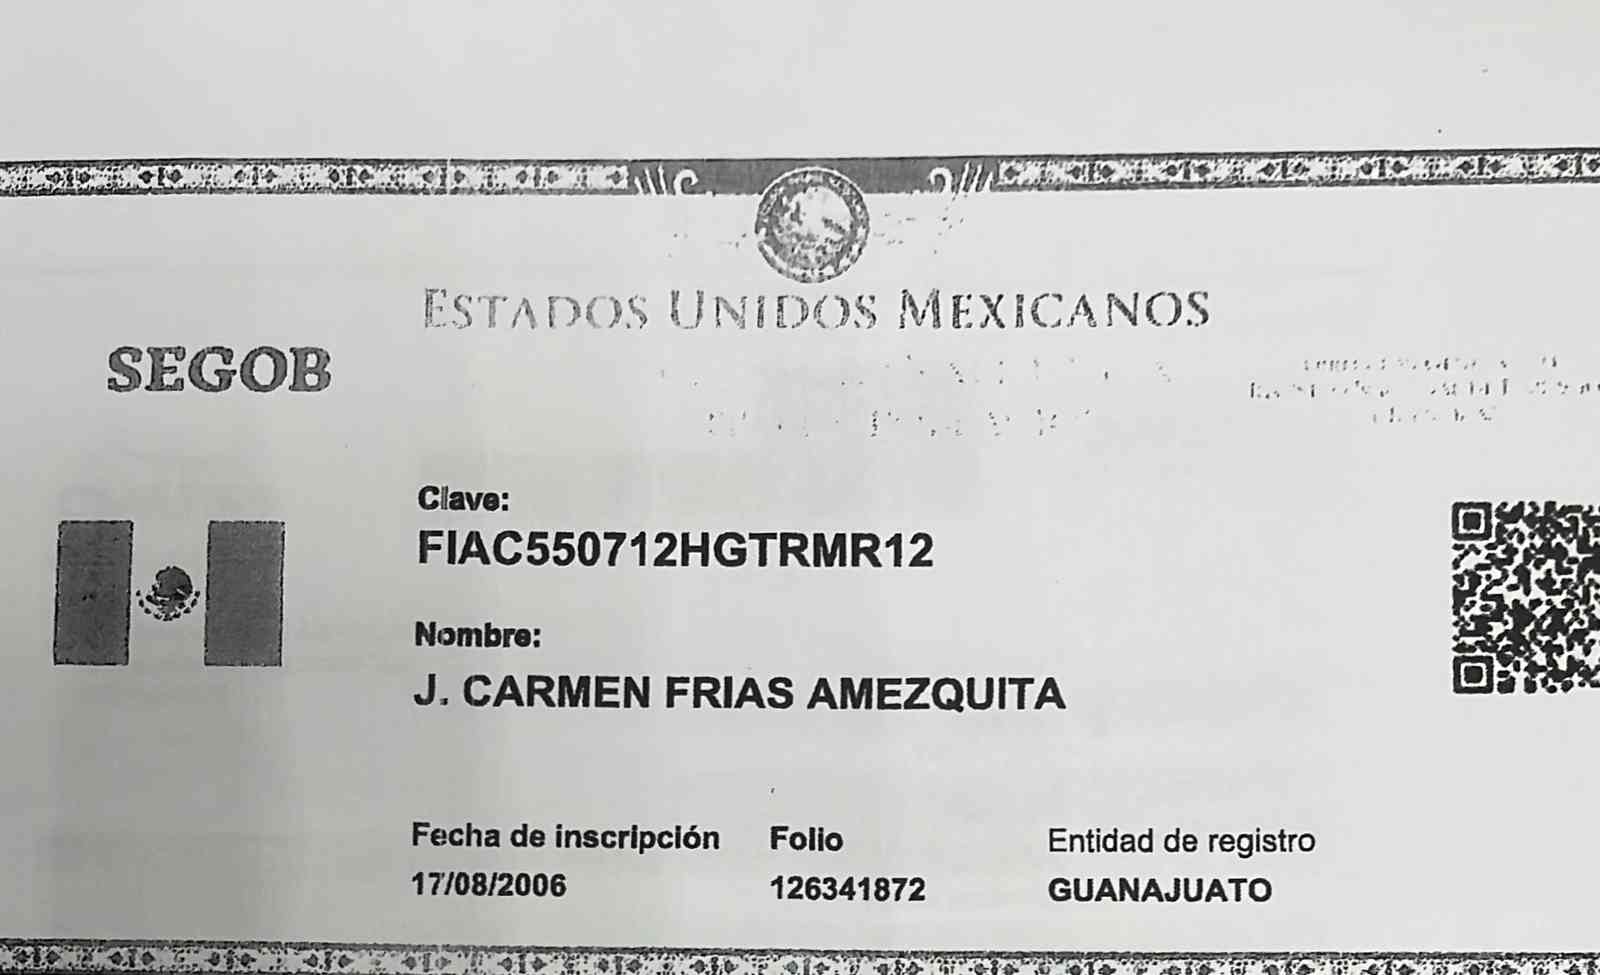 ESTADOS UNIDOS MEXICANOS
SEGOB
Clave:
FIAC550712HGTRMR12
Nombre:
J. CARMEN FRIAS AMEZQUITA
Fecha de inscripción Folio Entidad de registro
17/08/2006 126341872 GUANAJUATO